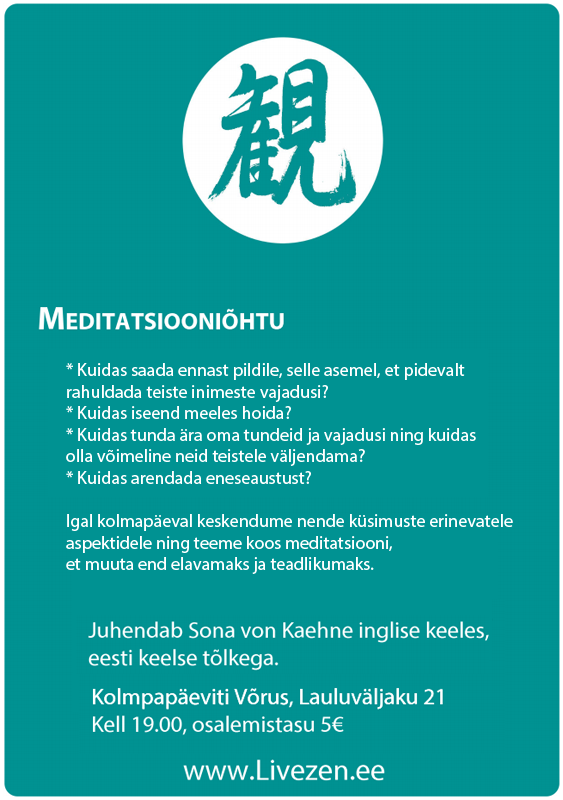 観
MEDITATSIOONIÕHTU
* Kuidas saada ennast pildile, selle asemel, et pidevalt
rahuldada teiste inimeste vajadusi?
* Kuidas iseend meeles hoida?
* Kuidas tunda ära oma tundeid ja vajadusi ning kuidas
olla võimeline neid teistele väljendama?
* Kuidas arendada eneseaustust?
Igal kolmapäeval keskendume nende küsimuste erinevatele
aspektidele ning teeme koos meditatsiooni,
et muuta end elavamaks ja teadlikumaks.
Juhendab Sona von Kaehne inglise keeles,
eesti keelse tõlkega.
Kolmpapäeviti Võrus, Lauluväljaku 21
Kell 19.00, osalemistasu 5€
www.Livezen.ee